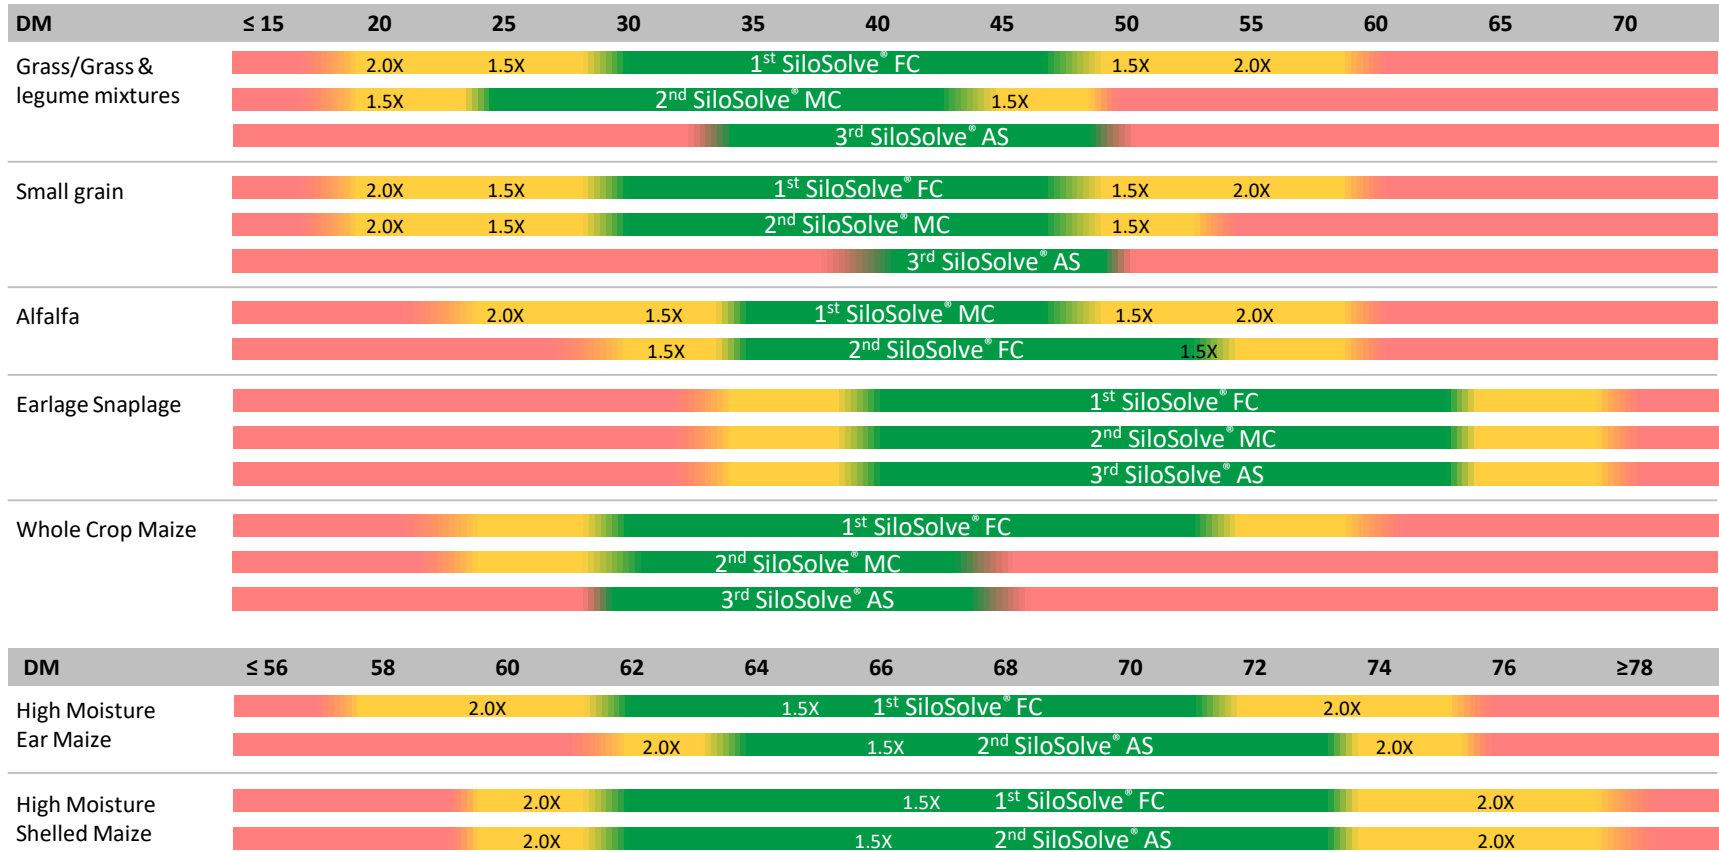 DM ≤ 15 20 25 30 35 40 45 50 55 60 65 70
Grass/Grass & legume mixtures
2.0X 1.5X 1st SiloSolve® FC 1.5X 2.0X
1.5X 2nd SiloSolve® MC 1.5X
3rd SiloSolve® AS
Small grain
2.0X 1.5X 1st SiloSolve® FC 1.5X 2.0X
2.0X 1.5X 2nd SiloSolve® MC 1.5X
3rd SiloSolve® AS
Alfalfa
2.0X 1.5X 1st SiloSolve® MC 1.5X 2.0X
1.5X 2nd SiloSolve® FC 1.5X
Earlage Snaplage
1st SiloSolve® FC
2nd SiloSolve® MC
3rd SiloSolve® AS
Whole Crop Maize
1st SiloSolve® FC
2nd SiloSolve® MC
3rd SiloSolve® AS
DM ≤ 56 58 60 62 64 66 68 70 72 74 76 ≥78
High Moisture
Ear Maize
2.0X 1.5X 1st SiloSolve® FC 2.0X
2.0X 1.5X 2nd SiloSolve® AS 2.0X
High Moisture
Shelled Maize
2.0X 1.5X 1st SiloSolve® FC 2.0X
2.0X 1.5X 2nd SiloSolve® AS 2.0X